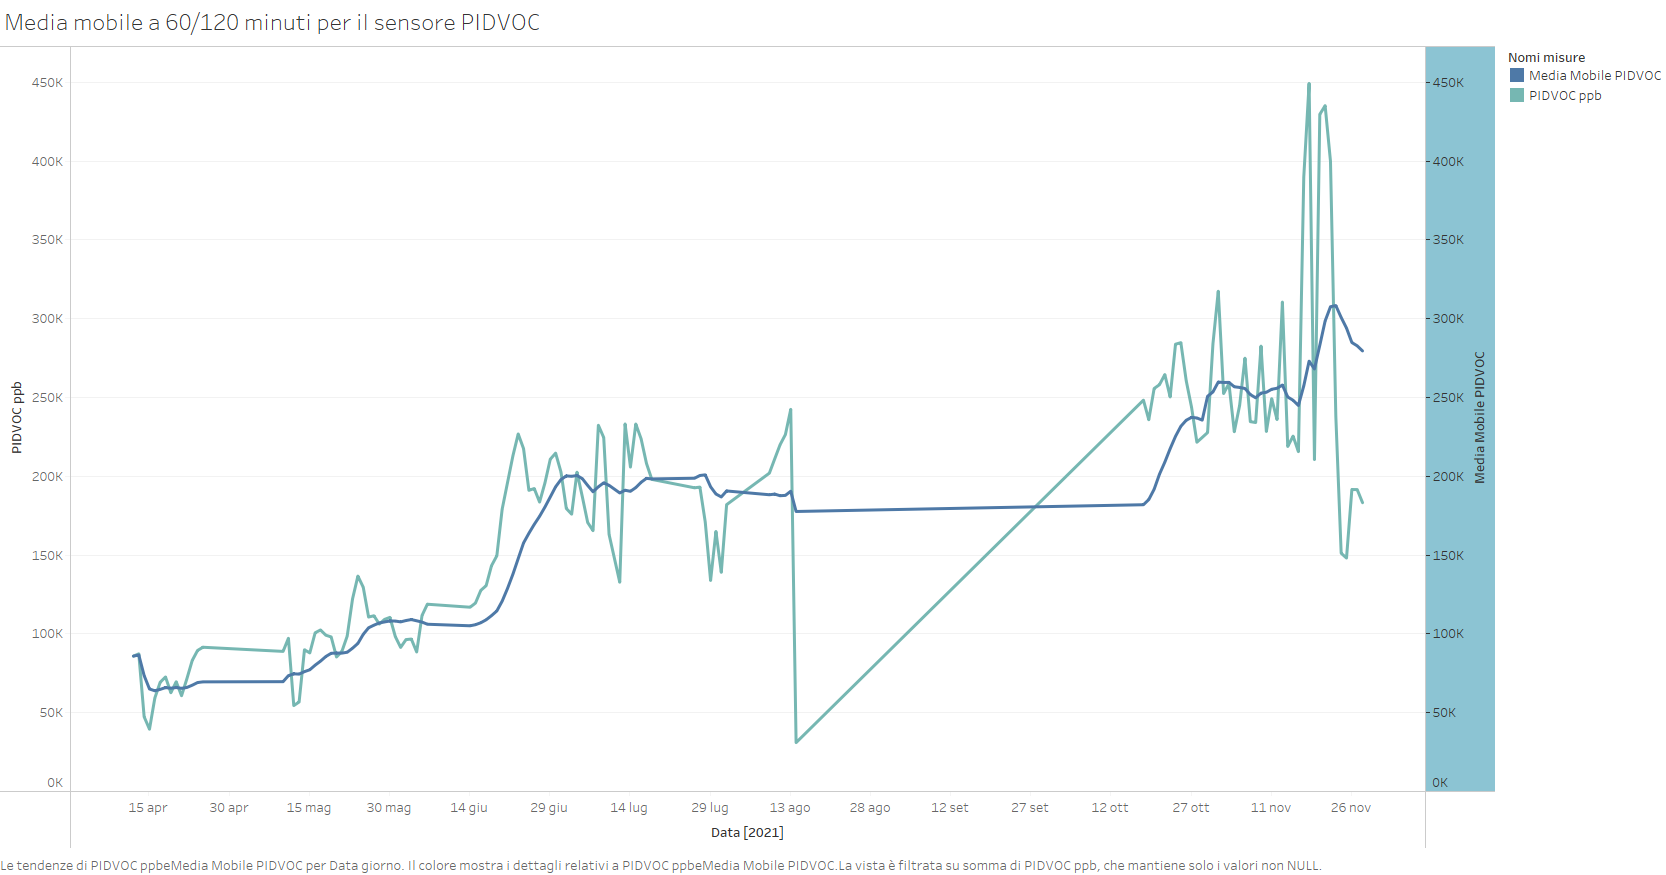 Media mobile a 60/120 minuti per il sensore PIDVOC
Nomi misure
Media Mobile PIDVOC
PIDVOC ppb
450K
400K
350K
300K
250K
200K
150K
100K
50K
0K
PIDVOC ppb
450K
400K
350K
300K
250K
200K
150K
100K
50K
0K
Media Mobile PIDVOC
15 apr
30 apr
15 mag
30 mag
14 giu
29 giu
14 lug
29 lug
13 ago
28 ago
12 set
27 set
12 ott
27 ott
11 nov
26 nov
Data [2021]
Le tendenze di PIDVOC ppbeMedia Mobile PIDVOC per Data giorno. Il colore mostra i dettagli relativi a PIDVOC ppbeMedia Mobile PIDVOC.La vista è filtrata su somma di PIDVOC ppb, che mantiene solo i valori non NULL.